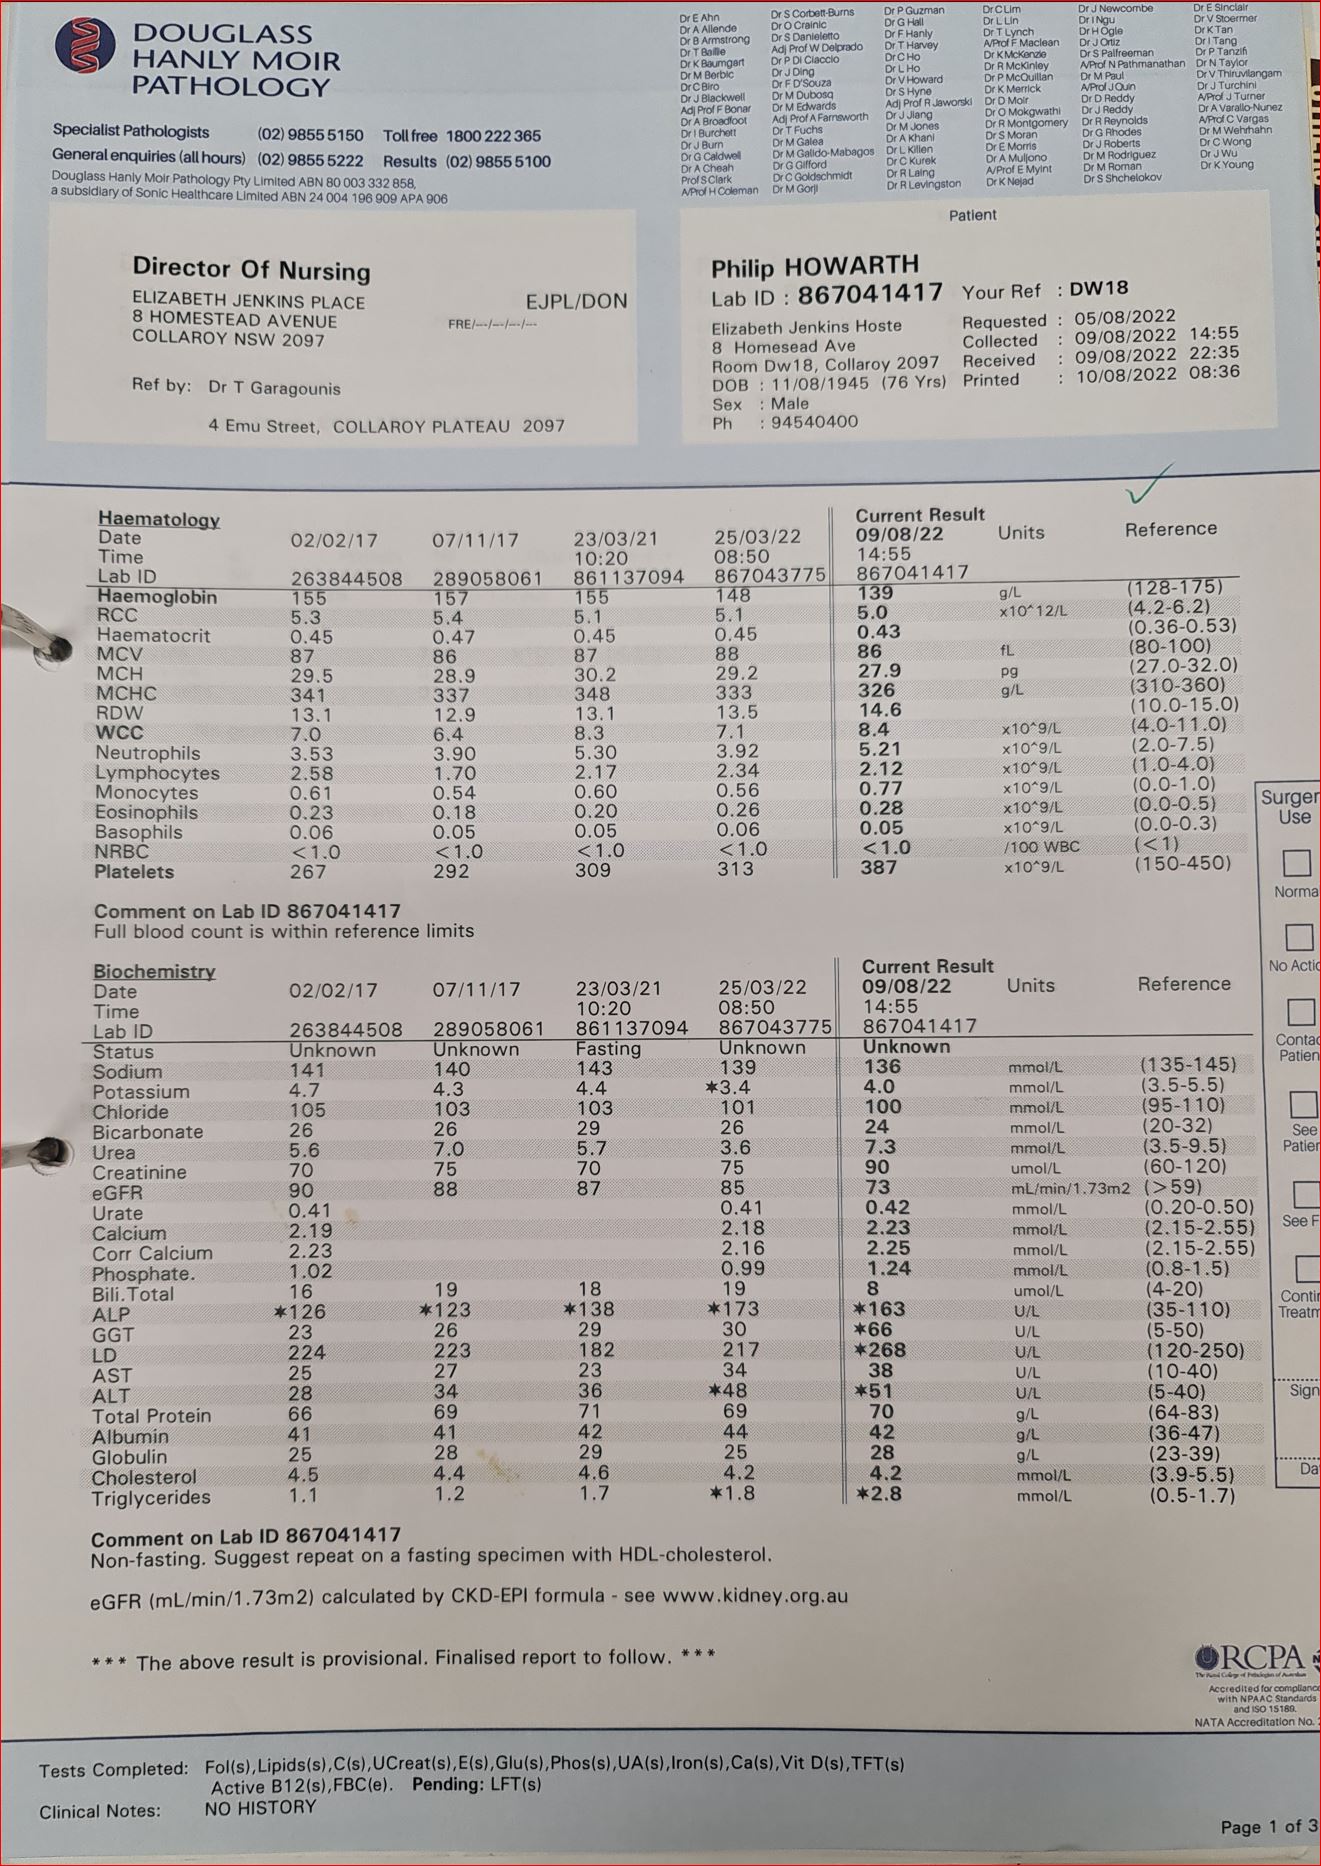 DOUGLASS
HANLY MOIR
PATHOLOGY
Specialist Pathologists (02) 9855 5150 Toll free 1800 222 365
General enquiries (all hours) (02) 9855 5222 Results (02) 9855 5100
Douglass Hanly Moir Pathology Pty Limited ABN 80 003 332 858,
a subsidiary of Sonic Healthcare Limited ABN 24 004 196 909 APA 906
Dr E Ahn
Dr A Allende
Dr B Armstrong
Dr T Baillie
Dr K Baumgart
Dr M Berbic
Dr C Biro
Dr J Blackwell
Adj Prof F Bonar
Dr A Broadfoot
Dr I Burchett
Dr J Burn
Dr G Caldwell
Dr A Cheah
Prof S Clark
A/Prof H Coleman
Dr S Corbett-Burns
Dr O Crainic
Dr S Danieletto
Adj Prof W Delprado
Dr P Di Ciaccio
Dr J Ding
Dr F D'Souza
Dr M Dubosq
Dr M Edwards
Adj Prof A Farnsworth
Dr T Fuchs
Dr M Galea
Dr M Galido-Mabagos
Dr G Gifford
Dr C Goldschmidt
Dr M Gorji
Dr P Guzman
Dr G Hall
Dr F Hanly
Dr T Harvey
Dr C Ho
Dr L Ho
Dr V Howard
Dr S Hyne
Adj Prof R Jaworski
Dr J Jiang
Dr M Jones
Dr A Khani
Dr L Killen
Dr C Kurek
Dr R Laing
Dr R Levingston
Dr C Lim
Dr L Lin
Dr T Lynch
A/Prof F Maclean
Dr K McKenzie
Dr R McKinley
Dr P McQuillan
Dr K Merrick
Dr D Moir
Dr O Mokgwathi
Dr R Montgomery
Dr S Moran
Dr E Morris
Dr A Muljono
A/Prof E Myint
Dr K Nejad
Dr J Newcombe
Dr I Ngu
Dr H Ogle
Dr J Ortiz
Dr S Palfreeman
A/Prof N Pathmanathan
Dr M Paul
A/Prof J Quin
Dr D Reddy
Dr J Reddy
Dr R Reynolds
Dr G Rhodes
Dr J Roberts
Dr M Rodriguez
Dr M Roman
Dr S Shchelokov
Dr E Sinclair
Dr V Stoermer
Dr K Tan
Dr I Tang
Dr P Tanzifi
Dr N Taylor
Dr V Thiruvilangam
Dr J Turchini
A/Prof J Turner
Dr A Varallo-Nunez
A/Prof C Vargas
Dr M Wehrhahn
Dr C Wong
Dr J Wu
Dr K Young
Director Of Nursing
ELIZABETH JENKINS PLACE EJPL/DON
8 HOMESTEAD AVENUE FRE/---/---/---/---
COLLAROY NSW 2097
Ref by: Dr T Garagounis
4 Emu Street, COLLAROY PLATEAU 2097
Patient
Philip HOWARTH
Lab ID : 867041417 Your Ref : DW18
Elizabeth Jenkins Hoste Requested : 05/08/2022
8 Homesead Ave Collected : 09/08/2022 14:55
Room Dw18, Collaroy 2097 Received : 09/08/2022 22:35
DOB : 11/08/1945 (76 Yrs) Printed : 10/08/2022 08:36
Sex : Male
Ph : 94540400
Haematology Current Result
Date 02/02/17 07/11/17 23/03/21 25/03/22 09/08/22 Units Reference
Time 10:20 08:50 14:55
Lab ID 263844508 289058061 861137094 867043775 867041417
Haemoglobin 155 157 155 148 139 g/L (128-175)
RCC 5.3 5.4 5.1 5.1 5.0 x10^12/L (4.2-6.2)
Haematocrit 0.45 0.47 0.45 0.45 0.43 (0.36-0.53)
MCV 87 86 87 88 86 fL (80-100)
MCH 29.5 28.9 30.2 29.2 27.9 pg (27.0-32.0)
MCHC 341 337 348 333 326 g/L (310-360)
RDW 13.1 12.9 13.1 13.5 14.6 (10.0-15.0)
WCC 7.0 6.4 8.3 7.1 8.4 x10^9/L (4.0-11.0)
Neutrophils 3.53 3.90 5.30 3.92 5.21 x10^9/L (2.0-7.5)
Lymphocytes 2.58 1.70 2.17 2.34 2.12 x10^9/L (1.0-4.0)
Monocytes 0.61 0.54 0.60 0.56 0.77 x10^9/L (0.0-1.0)
Eosinophils 0.23 0.18 0.20 0.26 0.28 x10^9/L (0.0-0.5)
Basophils 0.06 0.05 0.05 0.06 0.05 x10^9/L (0.0-0.3)
NRBC <1.0 <1.0 <1.0 <1.0 <1.0 /100 WBC (<1)
Platelets 267 292 309 313 387 x10^9/L (150-450)
Comment on Lab ID 867041417
Full blood count is within reference limits
Biochemistry Current Result
Date 02/02/17 07/11/17 23/03/21 25/03/22 09/08/22 Units Reference
Time 10:20 08:50 14:55
Lab ID 263844508 289058061 861137094 867043775 867041417
Status Unknown Unknown Fasting Unknown Unknown
Sodium 141 140 143 139 136 mmol/L (135-145)
Potassium 4.7 4.3 4.4 *3.4 4.0 mmol/L (3.5-5.5)
Chloride 105 103 103 101 100 mmol/L (95-110)
Bicarbonate 26 26 29 26 24 mmol/L (20-32)
Urea 5.6 7.0 5.7 3.6 7.3 mmol/L (3.5-9.5)
Creatinine 70 75 70 75 90 umol/L (60-120)
eGFR 90 88 87 85 73 mL/min/1.73m2 (>59)
Urate 0.41 0.41 0.42 mmol/L (0.20-0.50)
Calcium 2.19 2.18 2.23 mmol/L (2.15-2.55)
Corr Calcium 2.23 2.16 2.25 mmol/L (2.15-2.55)
Phosphate. 1.02 0.99 1.24 mmol/L (0.8-1.5)
Bili.Total 16 19 18 19 8 umol/L (4-20)
ALP *126 *123 *138 *173 *163 U/L (35-110)
GGT 23 26 29 30 *66 U/L (5-50)
LD 224 223 182 217 *268 U/L (120-250)
AST 25 27 23 34 38 U/L (10-40)
ALT 28 34 36 *48 *51 U/L (5-40)
Total Protein 66 69 71 69 70 g/L (64-83)
Albumin 41 41 42 44 42 g/L (36-47)
Globulin 25 28 29 25 28 g/L (23-39)
Cholesterol 4.5 4.4 4.6 4.2 4.2 mmol/L (3.9-5.5)
Triglycerides 1.1 1.2 1.7 *1.8 *2.8 mmol/L (0.5-1.7)
Comment on Lab ID 867041417
Non-fasting. Suggest repeat on a fasting specimen with HDL-cholesterol.
eGFR (mL/min/1.73m2) calculated by CKD-EPI formula - see www.kidney.org.au
*** The above result is provisional. Finalised report to follow. ***
Surger
Use
Norma
No Actio
Contac
Patien
See
Patien
See F
Contin
Treatm
Sign
Da
RCPA
The Royal College of Pathologists of Australasia
Accredited for compliance
with NPAAC Standards
and ISO 15189.
NATA Accreditation No.
Tests Completed: Fol(s),Lipids(s),C(s),UCreat(s),E(s),Glu(s),Phos(s),UA(s),Iron(s),Ca(s),Vit D(s),TFT(s)
Active B12(s),FBC(e). Pending: LFT(s)
Clinical Notes: NO HISTORY
Page 1 of 3